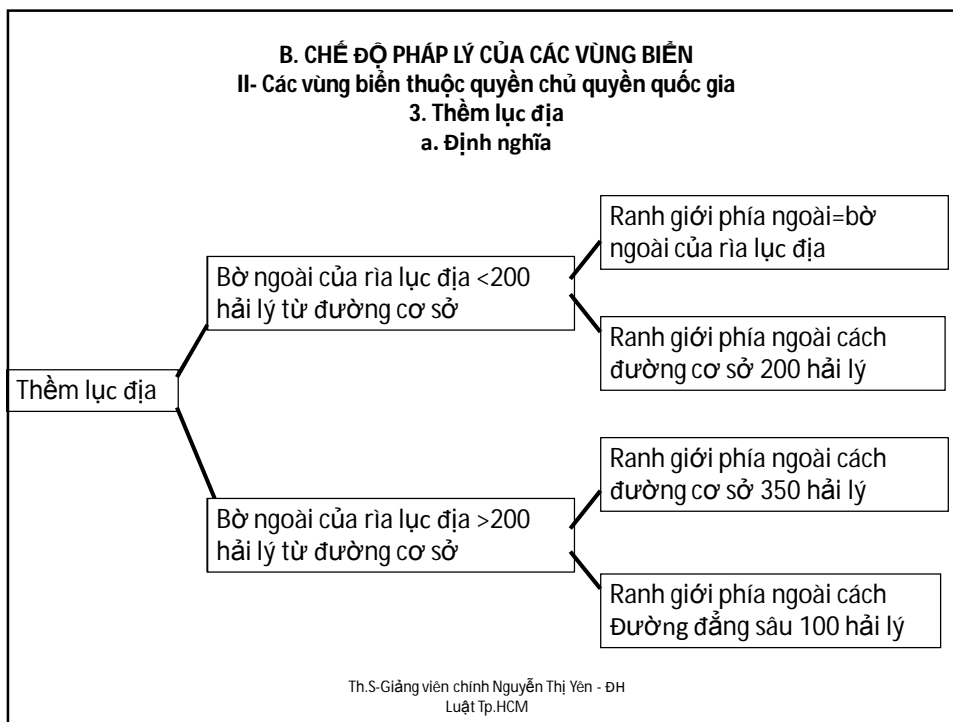 B. CHẾ ĐỘ PHÁP LÝ CỦA CÁC VÙNG BIỂN
II- Các vùng biển thuộc quyền chủ quyền quốc gia
3. Thềm lục địa
a. Định nghĩa
Thềm lục địa
Bờ ngoài của rìa lục địa <200
hải lý từ đường cơ sở
Ranh giới phía ngoài=bờ
ngoài của rìa lục địa
Ranh giới phía ngoài cách
đường cơ sở 200 hải lý
Bờ ngoài của rìa lục địa >200
hải lý từ đường cơ sở
Ranh giới phía ngoài cách
đường cơ sở 350 hải lý
Ranh giới phía ngoài cách
Đường đẳng sâu 100 hải lý
Th.S-Giảng viên chính Nguyễn Thị Yên - ĐH
Luật Tp.HCM